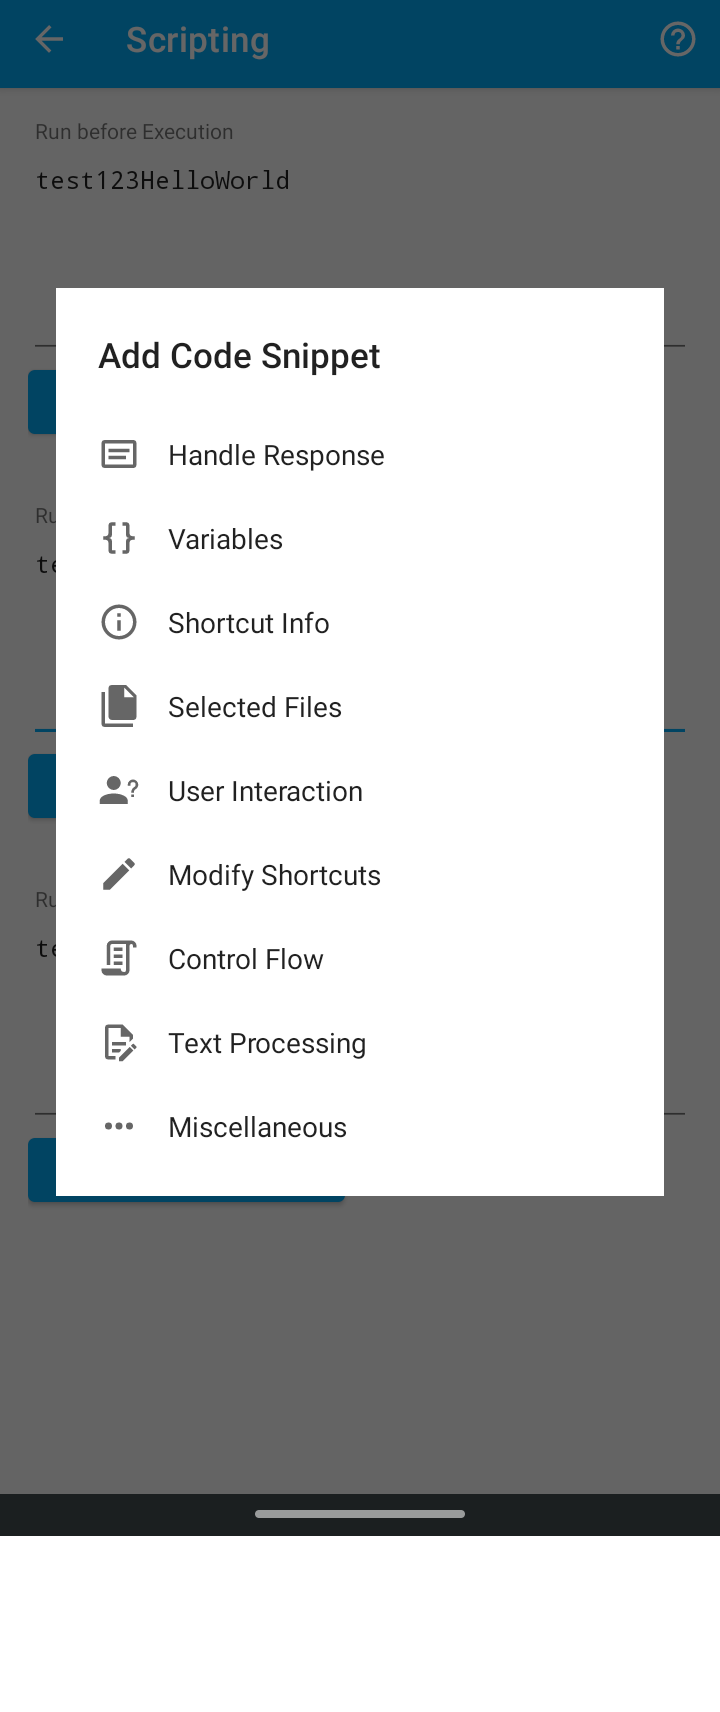 Scripting
Run before Execution
test123HelloWorld
Add Code Snippet
Handle Response
Variables
Shortcut Info
Selected Files
User Interaction
Modify Shortcuts
Control Flow
Text Processing
Miscellaneous